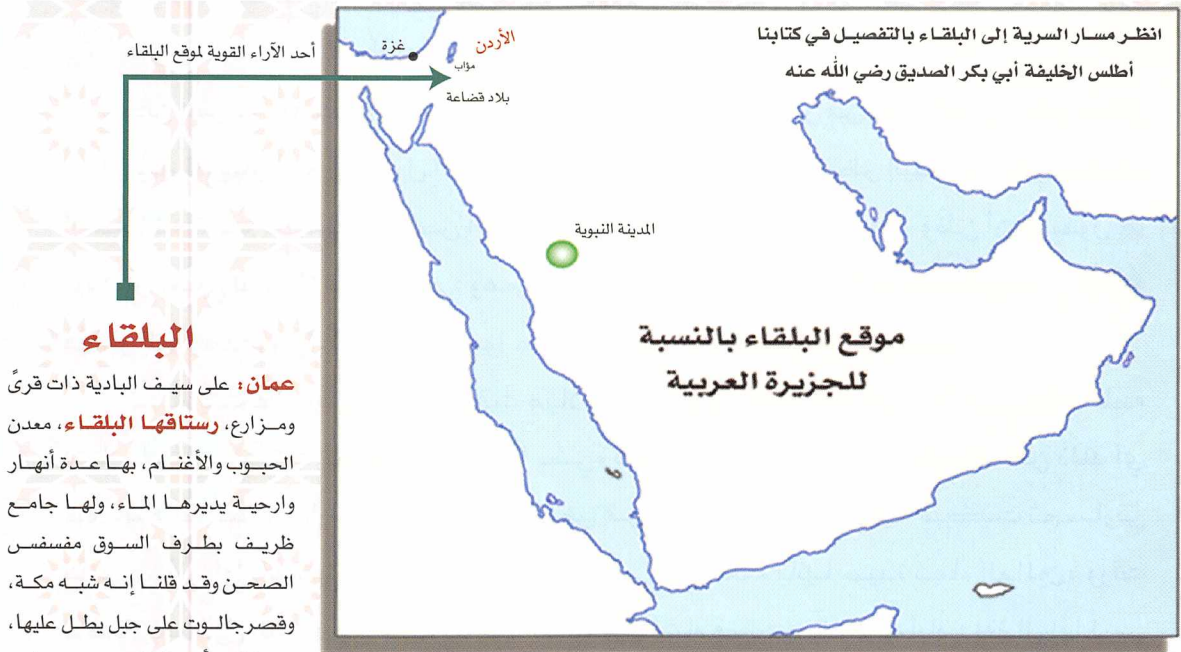 انظر مسار السرية إلى البلقاء بالتفصيل في كتابنا
أطلس الخليفة أبي بكر الصديق رضي الله عنه
الأردن
غزة
مؤاب
بلاد قضاعة
أحد الآراء القوية لموقع البلقاء
المدينة النبوية
موقع البلقاء بالنسبة
للجزيرة العربية
البلقاء
عمان: على سيف البادية ذات قرىً
ومزارع، رستاقها البلقاء، معدن
الحبوب والأغنام، بها عدة أنهار
وارحية يديرها الماء، ولها جامع
ظريف بطرف السوق مفسفس
الصحن وقد قلنا إنه شبه مكة،
وقصر جالوت على جبل يطل عليها،